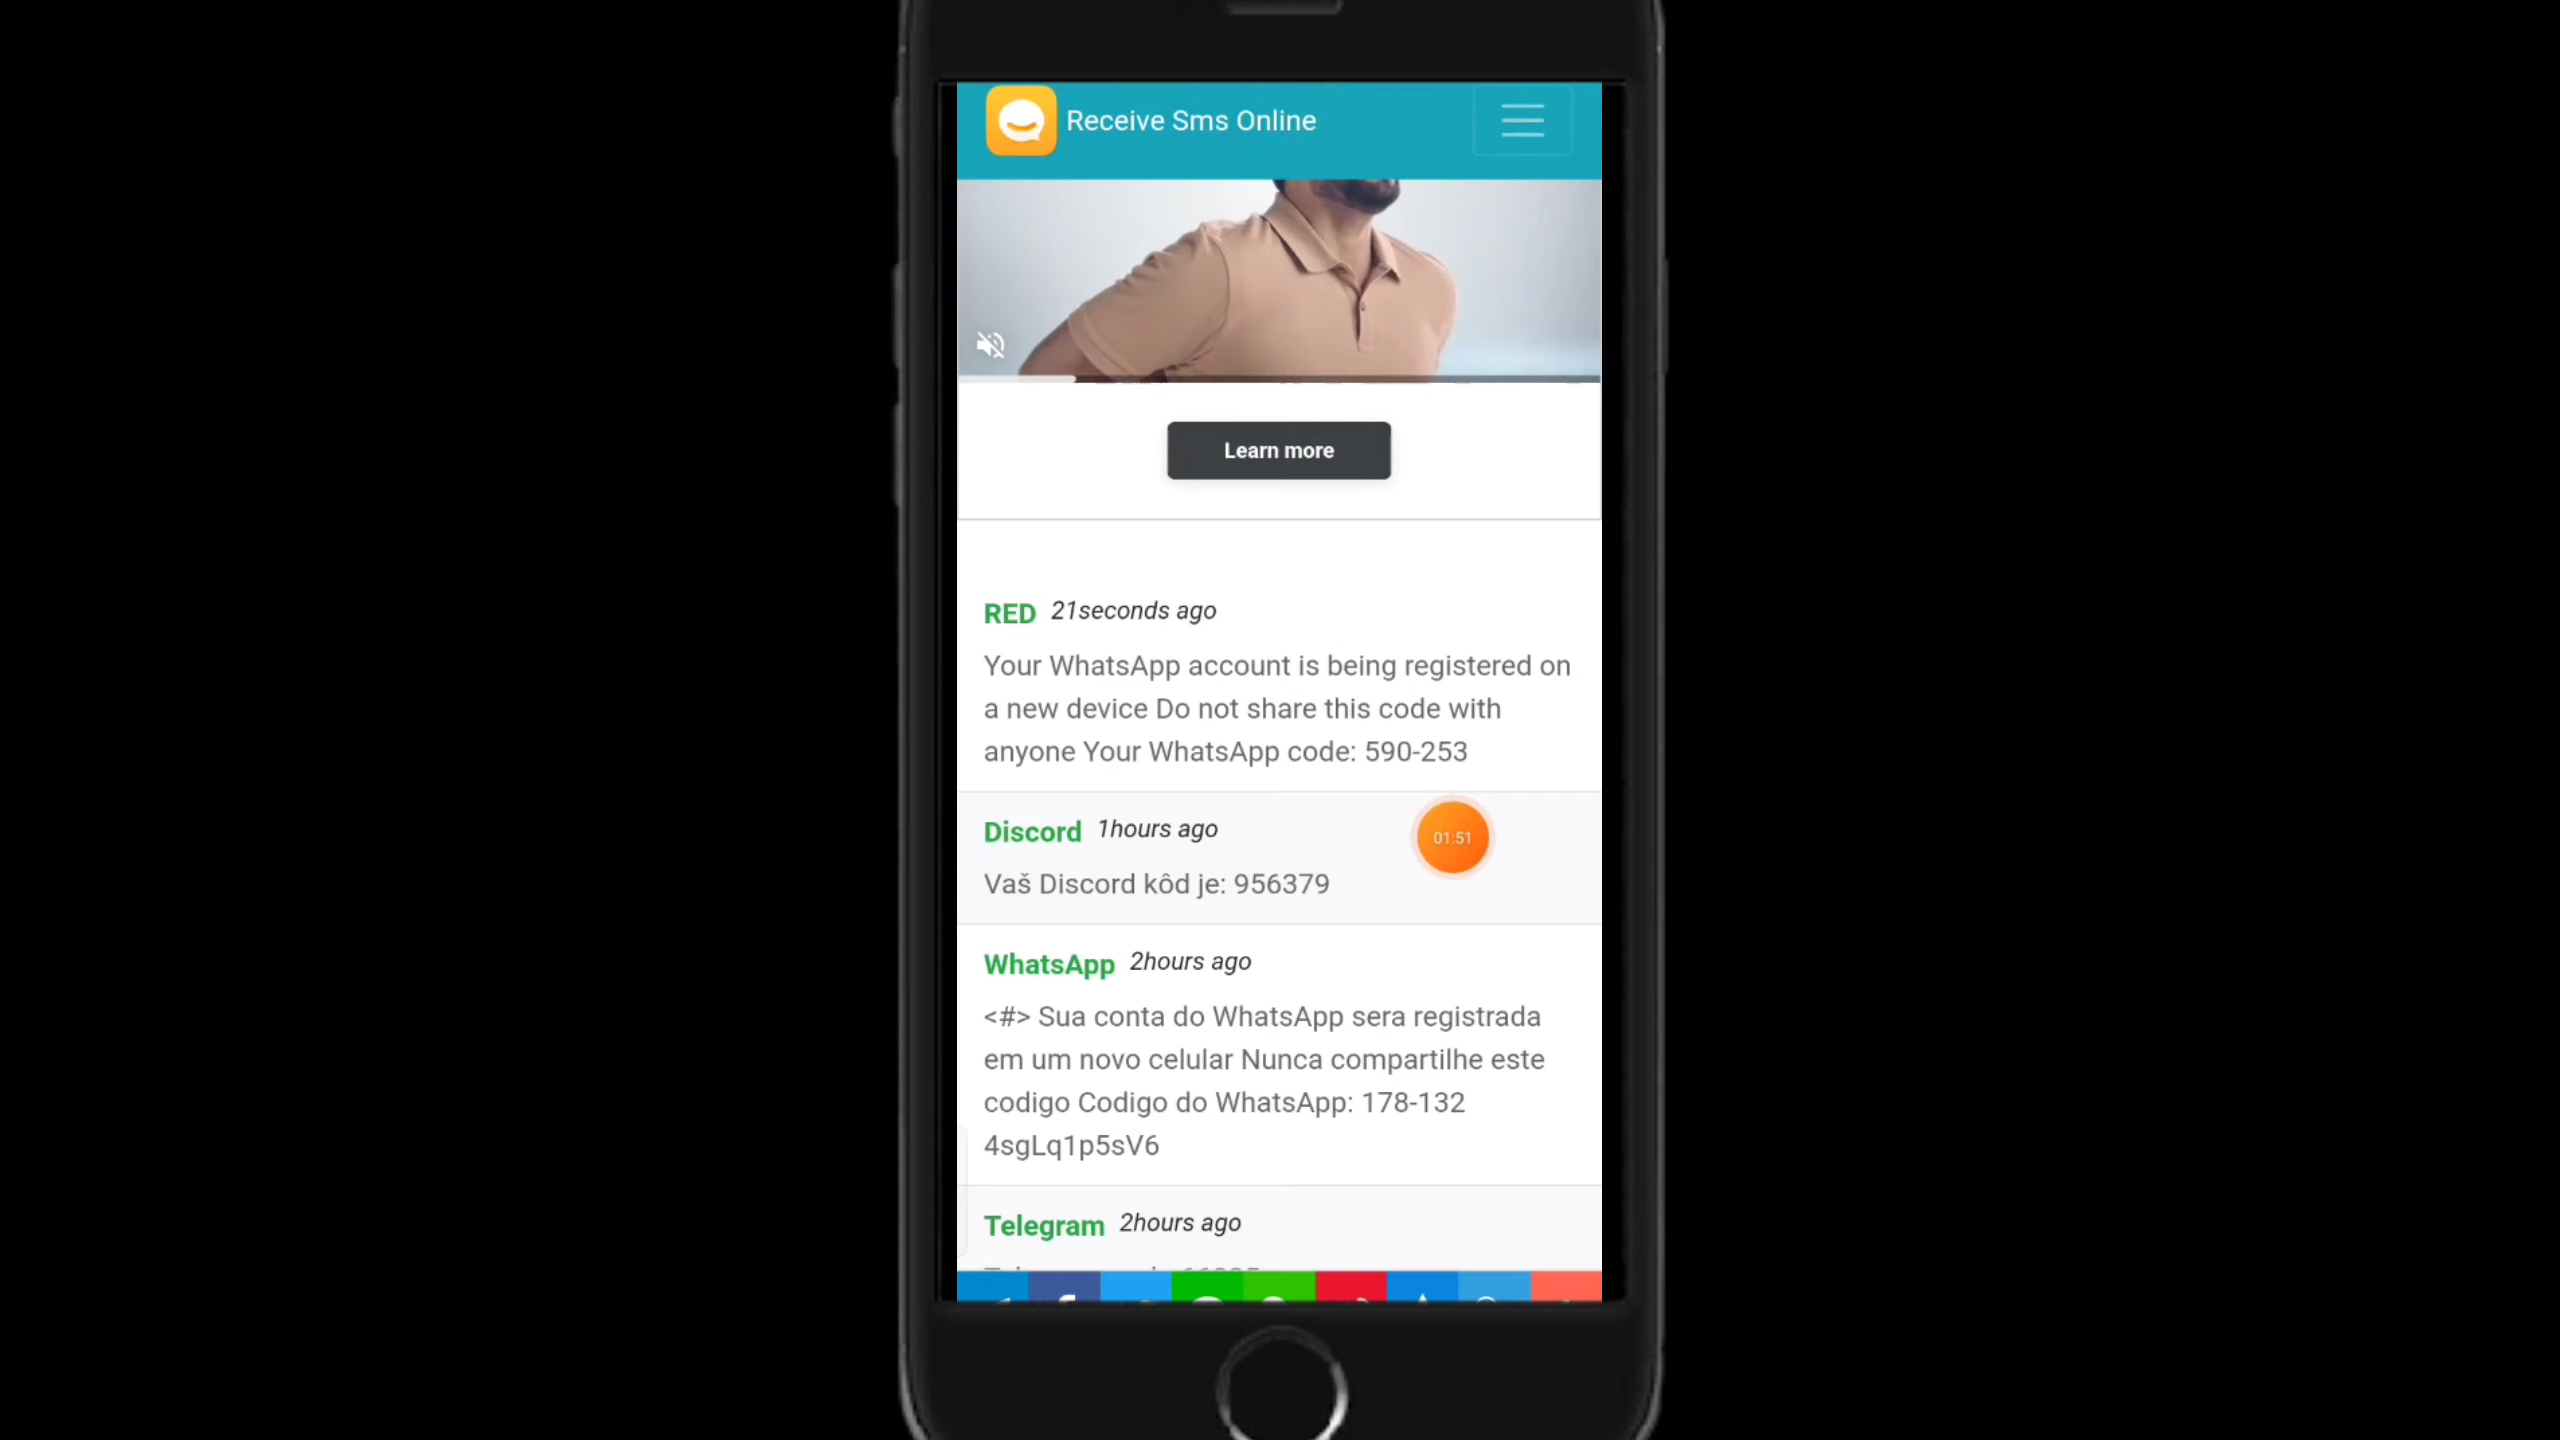 Receive Sms Online
Learn more
RED 21seconds ago
Your WhatsApp account is being registered on
a new device Do not share this code with
anyone Your WhatsApp code: 590-253
Discord 1hours ago
01:51
Vaš Discord kôd je: 956379
WhatsApp 2hours ago
<#> Sua conta do WhatsApp sera registrada
em um novo celular Nunca compartilhe este
codigo Codigo do WhatsApp: 178-132
4sgLq1p5sV6
Telegram 2hours ago